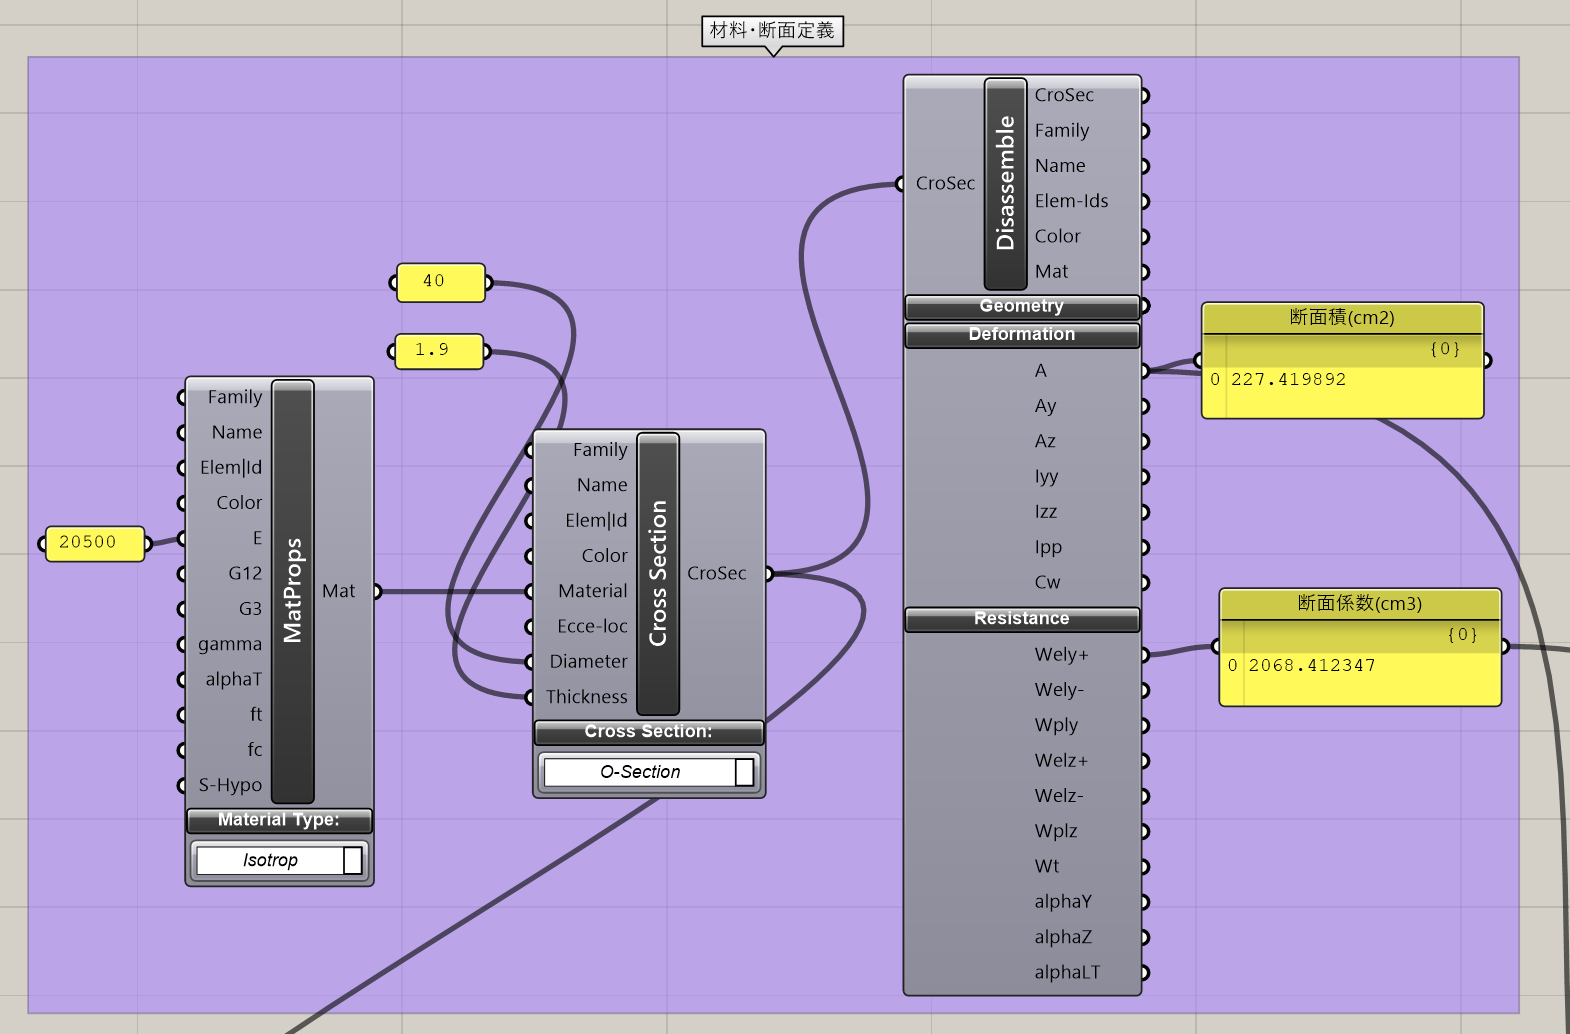 材料・断面定義
40
1.9
20500
Family
Name
Elem|Id
Color
E
G12
G3
gamma
alphaT
ft
fc
S-Hypo
MatProps
Mat
Material Type:
Isotrop
Family
Name
Elem|Id
Color
Material
Ecce-loc
Diameter
Thickness
Cross Section
CroSec
Cross Section:
O-Section
CroSec
Disassemble
CroSec
Family
Name
Elem-Ids
Color
Mat
Geometry
Deformation
A
Ay
Az
Iyy
Izz
Ipp
Cw
Resistance
Wely+
Wely-
Wply
Welz+
Welz-
Wplz
Wt
alphaY
alphaZ
alphaLT
断面積(cm2)
{0}
0 227.419892
断面係数(cm3)
{0}
0 2068.412347